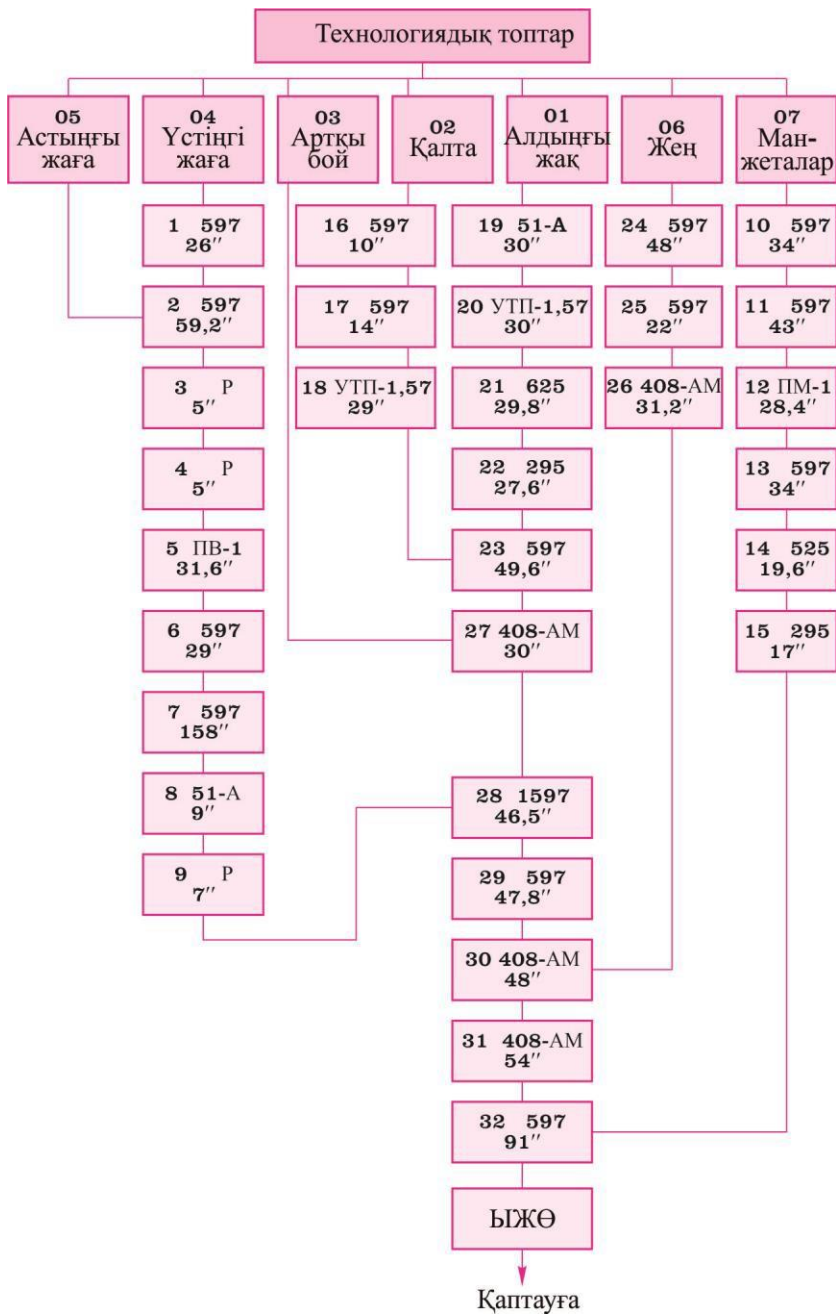 Технологиядық топтар
05
Астыңғы
жаға
04
Үстіңгі
жаға
03
Артқы
бой
02
Қалта
01
Алдыңғы
жақ
06
Жең
07
Ман-
жеталар
1 597
26″
2 597
59,2″
3 Р
5″
4 Р
5″
5 ПВ-1
31,6″
6 597
29″
7 597
158″
8 51-А
9″
9 Р
7″
16 597
10″
17 597
14″
18 УТП-1,57
29″
19 51-А
30″
20 УТП-1,57
30″
21 625
29,8″
22 295
27,6″
23 597
49,6″
27 408-АМ
30″
28 1597
46,5″
29 597
47,8″
30 408-АМ
48″
31 408-АМ
54″
32 597
91″
ЫЖӨ
Қаптауға
24 597
48″
25 597
22″
26 408-АМ
31,2″
10 597
34″
11 597
43″
12 ПМ-1
28,4″
13 597
34″
14 525
19,6″
15 295
17″